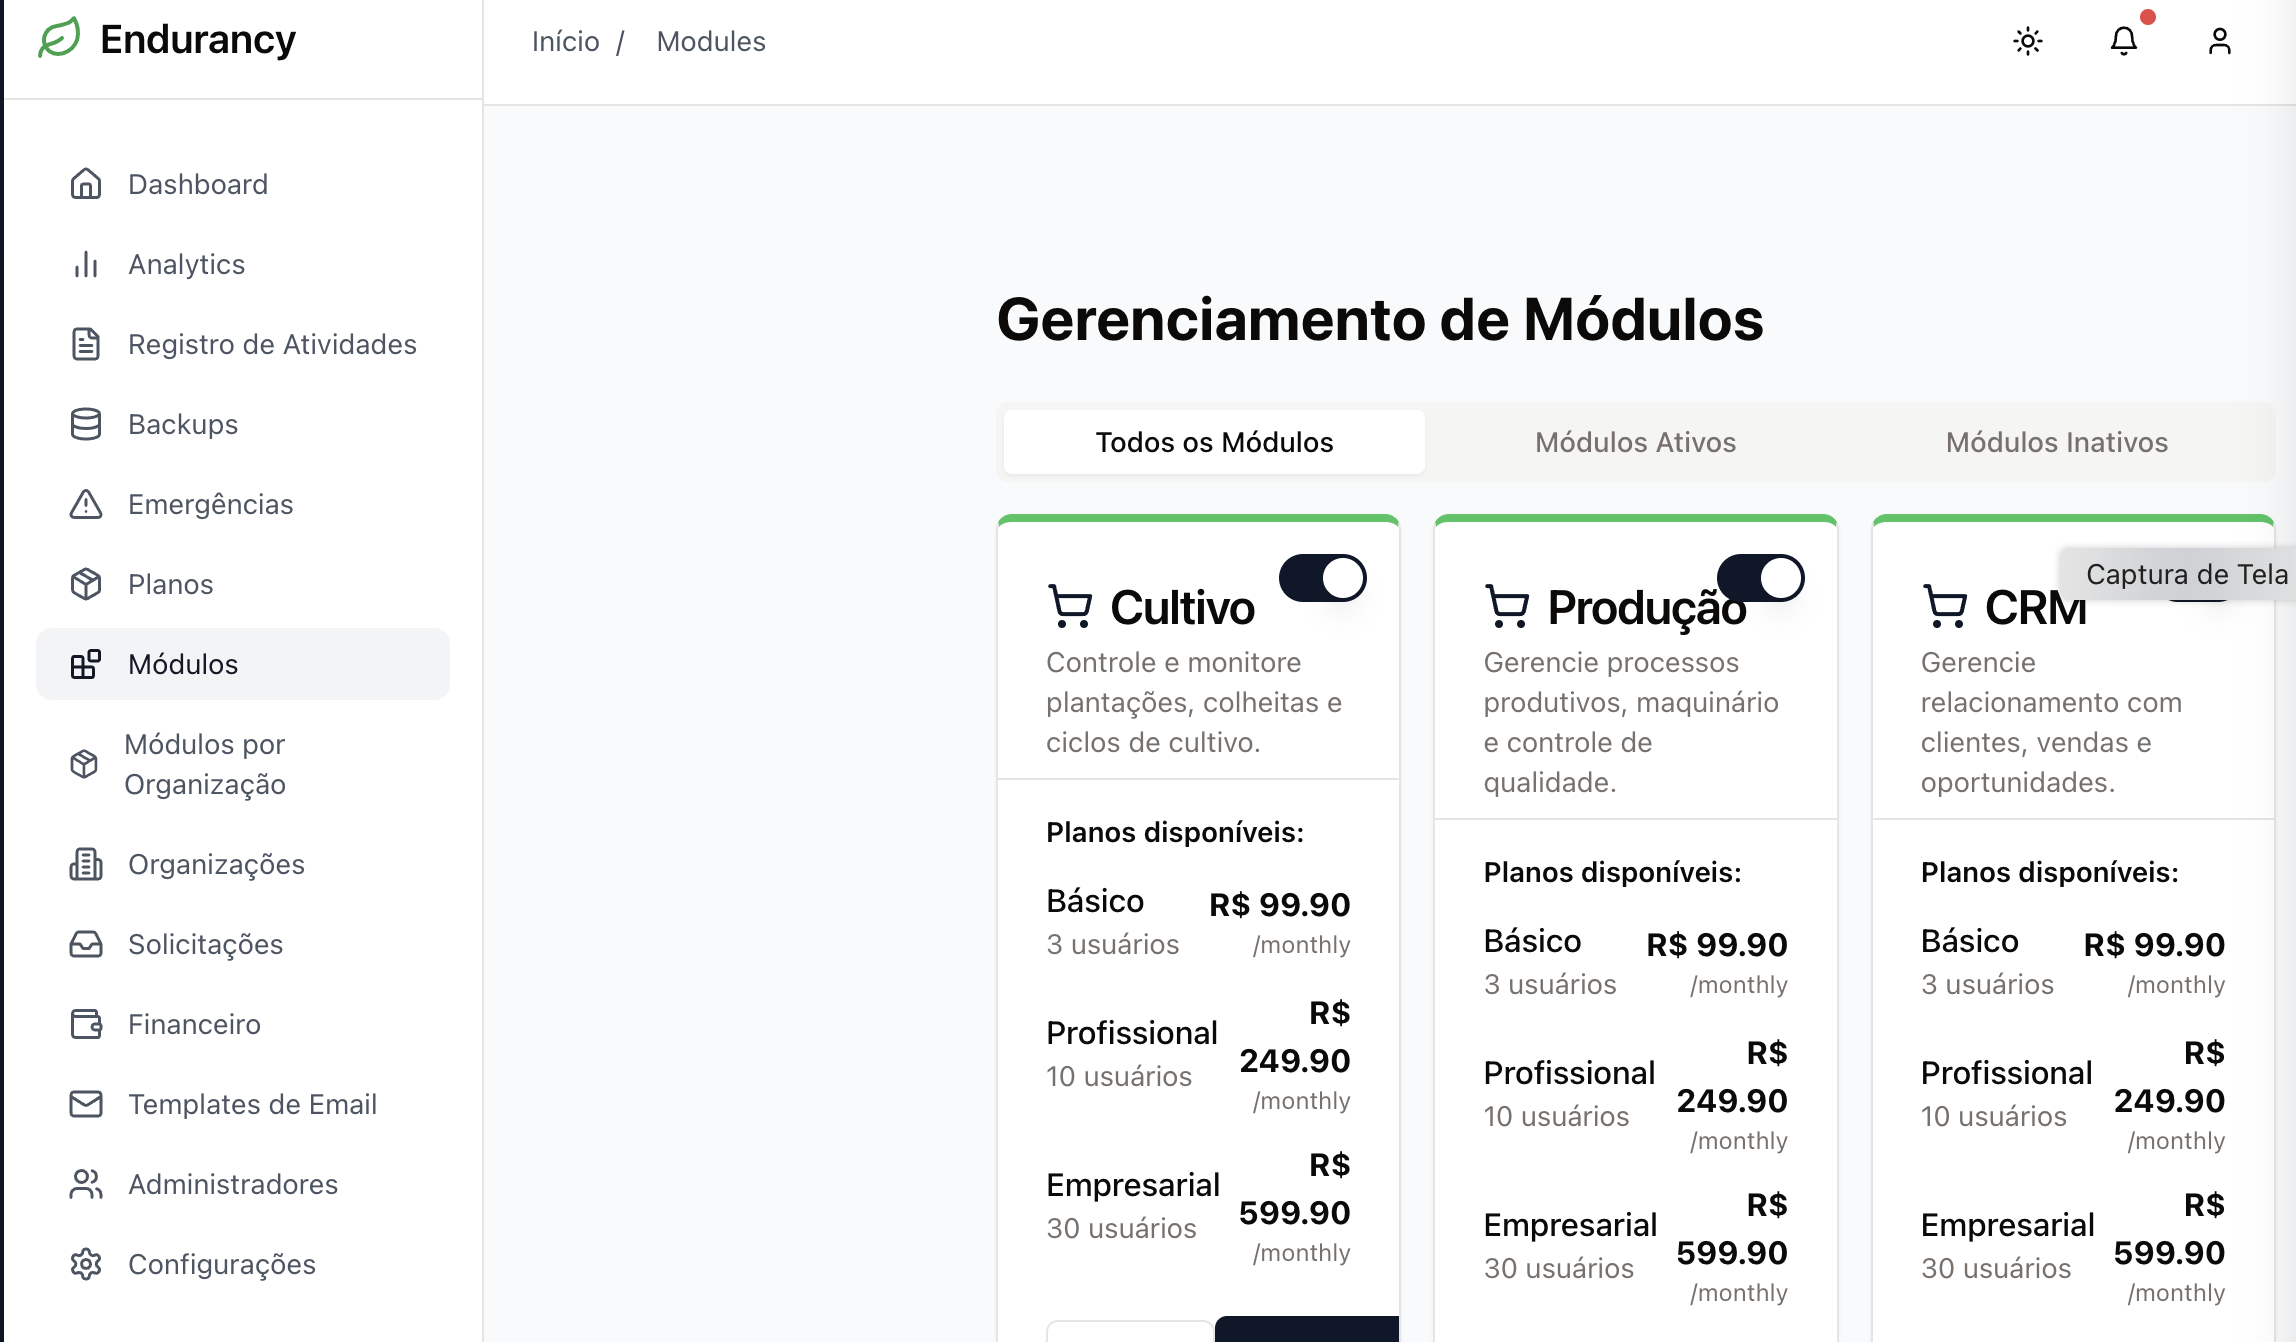 Endurancy
Início / Modules
Dashboard
Analytics
Registro de Atividades
Backups
Emergências
Planos
Módulos
Módulos por
Organização
Organizações
Solicitações
Financeiro
Templates de Email
Administradores
Configurações
Gerenciamento de Módulos
Todos os Módulos
Módulos Ativos
Módulos Inativos
Cultivo
Controle e monitore
plantações, colheitas e
ciclos de cultivo.
Planos disponíveis:
Básico R$ 99.90
3 usuários /monthly
Profissional R$
249.90
10 usuários
/monthly
Empresarial R$
599.90
30 usuários
/monthly
Produção
Gerencie processos
produtivos, maquinário
e controle de
qualidade.
Planos disponíveis:
Básico R$ 99.90
3 usuários /monthly
Profissional R$
249.90
10 usuários
/monthly
Empresarial R$
599.90
30 usuários
/monthly
CRM
Captura de Tela
Gerencie
relacionamento com
clientes, vendas e
oportunidades.
Planos disponíveis:
Básico R$ 99.90
3 usuários /monthly
Profissional R$
249.90
10 usuários
/monthly
Empresarial R$
599.90
30 usuários
/monthly